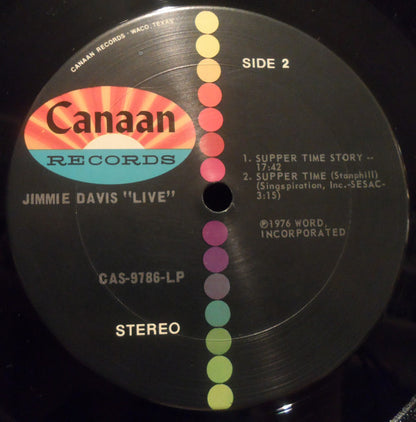 CANAAN RECORDS - WACO, TEXAS
SIDE 2
Canaan
RECORDS
JIMMIE DAVIS "LIVE"
1. SUPPER TIME STORY --
17:42
2. SUPPER TIME (Stanphill)
(Singspiration, Inc.-SESAC-
3:15)
Ⓟ1976 WORD,
INCORPORATED
CAS-9786-LP
STEREO